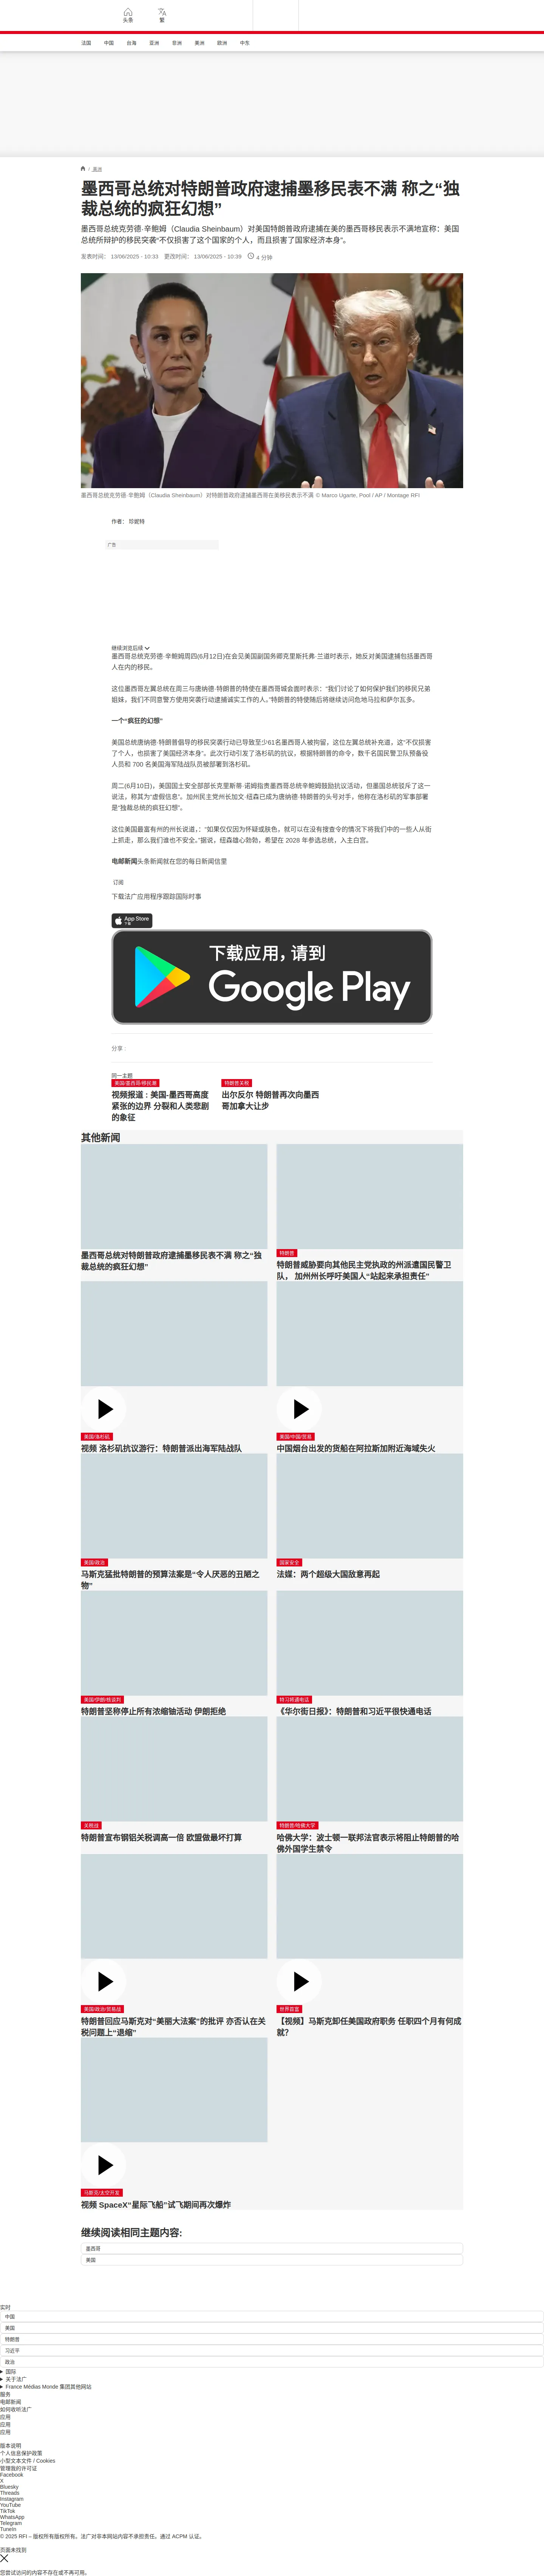 头条
繁
法国
中国
台海
亚洲
非洲
美洲
欧洲
中东
/ 美洲
墨西哥总统对特朗普政府逮捕墨移民表不满 称之“独
裁总统的疯狂幻想”
墨西哥总统克劳德·辛鲍姆（Claudia Sheinbaum）对美国特朗普政府逮捕在美的墨西哥移民表示不满地宣称：美国
总统所辩护的移民突袭“不仅损害了这个国家的个人，而且损害了国家经济本身”。
发表时间： 13/06/2025 - 10:33 更改时间： 13/06/2025 - 10:39 4 分钟
墨西哥总统克劳德·辛鲍姆（Claudia Sheinbaum）对特朗普政府逮捕墨西哥在美移民表示不满 © Marco Ugarte, Pool / AP / Montage RFI
作者： 珍妮特
广告
继续浏览后续
墨西哥总统克劳德·辛鲍姆周四(6月12日)在会见美国副国务卿克里斯托弗·兰道时表示，她反对美国逮捕包括墨西哥
人在内的移民。
这位墨西哥左翼总统在周三与唐纳德·特朗普的特使在墨西哥城会面时表示：“我们讨论了如何保护我们的移民兄弟
姐妹，我们不同意警方使用突袭行动逮捕诚实工作的人。”特朗普的特使随后将继续访问危地马拉和萨尔瓦多。
一个“疯狂的幻想”
美国总统唐纳德·特朗普倡导的移民突袭行动已导致至少61名墨西哥人被拘留，这位左翼总统补充道，这“不仅损害
了个人，也损害了美国经济本身”。此次行动引发了洛杉矶的抗议，根据特朗普的命令，数千名国民警卫队预备役
人员和 700 名美国海军陆战队员被部署到洛杉矶。
周二(6月10日)，美国国土安全部部长克里斯蒂·诺姆指责墨西哥总统辛鲍姆鼓励抗议活动，但墨国总统驳斥了这一
说法，称其为“虚假信息”。加州民主党州长加文·纽森已成为唐纳德·特朗普的头号对手，他称在洛杉矶的军事部署
是“独裁总统的疯狂幻想”。
这位美国最富有州的州长说道，：“如果仅仅因为怀疑或肤色，就可以在没有搜查令的情况下将我们中的一些人从街
上抓走，那么我们谁也不安全。”据说，纽森雄心勃勃，希望在 2028 年参选总统，入主白宫。
电邮新闻头条新闻就在您的每日新闻信里
订阅
下载法广应用程序跟踪国际时事
App Store
下载
下载应用，请到
Google Play
分享 :
同一主题
美国/墨西哥/移民潮
视频报道 : 美国-墨西哥高度
紧张的边界 分裂和人类悲剧
的象征
特朗普关税
出尔反尔 特朗普再次向墨西
哥加拿大让步
其他新闻
墨西哥总统对特朗普政府逮捕墨移民表不满 称之“独
裁总统的疯狂幻想”
特朗普
特朗普威胁要向其他民主党执政的州派遣国民警卫
队， 加州州长呼吁美国人“站起来承担责任”
美国/洛杉矶
视频 洛杉矶抗议游行：特朗普派出海军陆战队
美国/中国/贸易
中国烟台出发的货船在阿拉斯加附近海域失火
美国/政治
马斯克猛批特朗普的预算法案是“令人厌恶的丑陋之
物”
国家安全
法媒：两个超级大国敌意再起
美国/伊朗/核谈判
特朗普坚称停止所有浓缩铀活动 伊朗拒绝
特习将通电话
《华尔街日报》：特朗普和习近平很快通电话
关税战
特朗普宣布钢铝关税调高一倍 欧盟做最坏打算
特朗普/哈佛大学
哈佛大学：波士顿一联邦法官表示将阻止特朗普的哈
佛外国学生禁令
美国/政治/贸易战
特朗普回应马斯克对“美丽大法案”的批评 亦否认在关
税问题上“退缩”
世界首富
【视频】马斯克卸任美国政府职务 任职四个月有何成
就？
马斯克/太空开发
视频 SpaceX“星际飞船”试飞期间再次爆炸
继续阅读相同主题内容:
墨西哥
美国
实时
中国
美国
特朗普
习近平
政治
国际
关于法广
France Médias Monde 集团其他网站
服务
电邮新闻
如何收听法广
应用
应用
应用
版本说明
个人信息保护政策
小型文本文件 / Cookies
管理我的许可证
Facebook
X
Bluesky
Threads
Instagram
YouTube
TikTok
WhatsApp
Telegram
TuneIn
© 2025 RFI – 版权所有版权所有。法广对非本网站内容不承担责任。通过 ACPM 认证。
页面未找到
您尝试访问的内容不存在或不再可用。